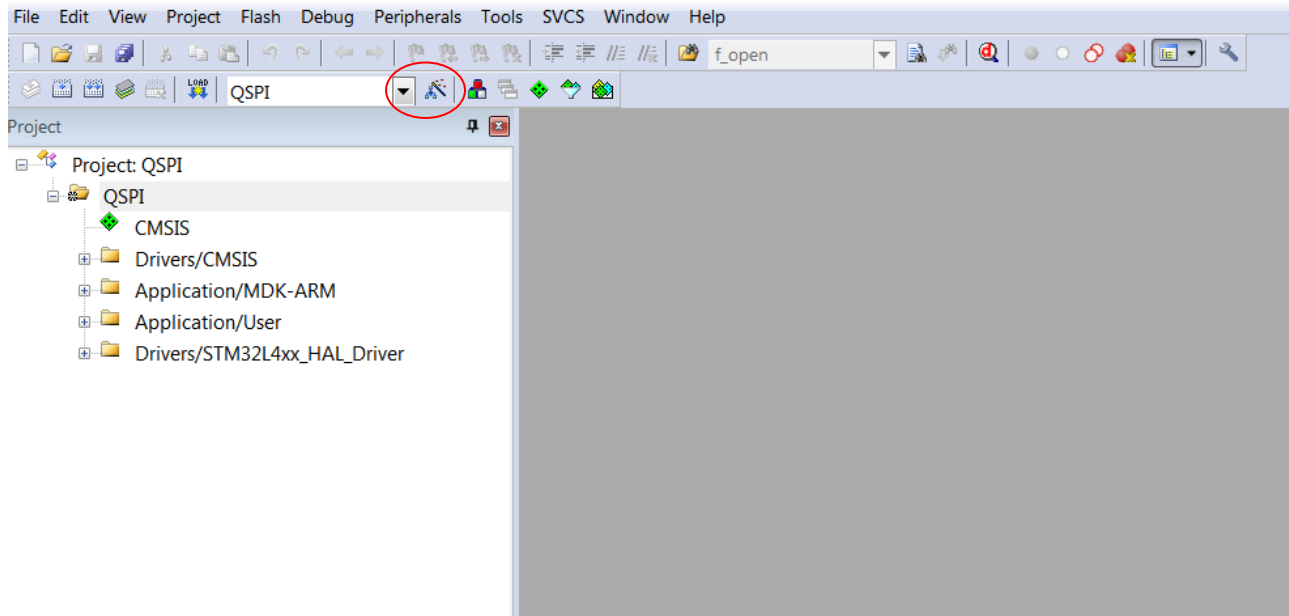 File Edit View Project Flash Debug Peripherals Tools SVCS Window Help
f_open
LOAD QSPI
Project
Project: QSPI
QSPI
CMSIS
Drivers/CMSIS
Application/MDK-ARM
Application/User
Drivers/STM32L4xx_HAL_Driver